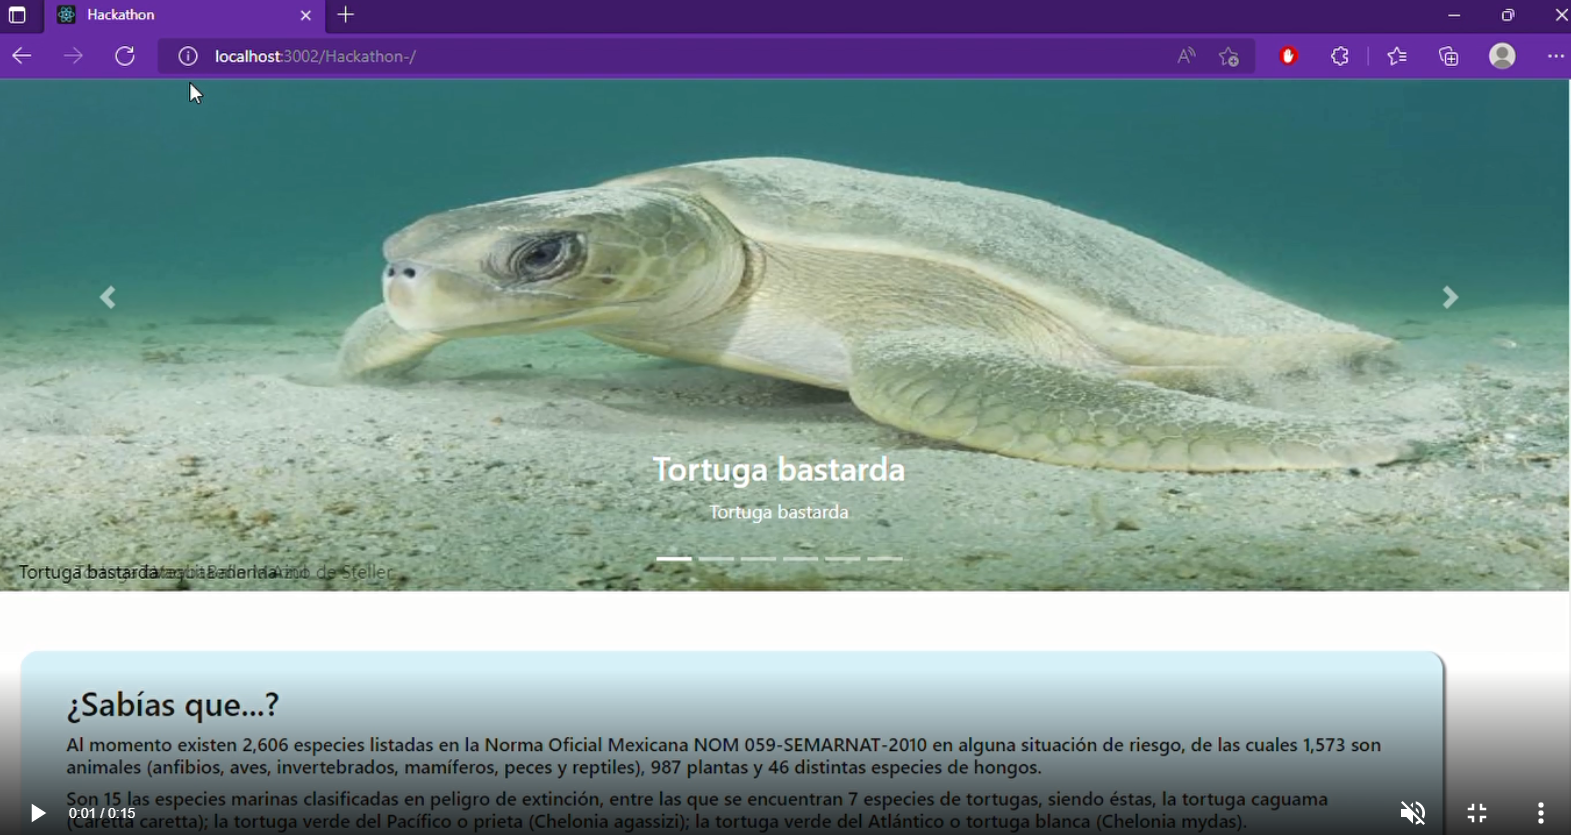 Hackathon
localhost:3002/Hackathon-/
Tortuga bastarda
Tortuga bastarda
Tortuga bastarda de Steller
¿Sabías que...?
Al momento existen 2,606 especies listadas en la Norma Oficial Mexicana NOM 059-SEMARNAT-2010 en alguna situación de riesgo, de las cuales 1,573 son
animales (anfibios, aves, invertebrados, mamíferos, peces y reptiles), 987 plantas y 46 distintas especies de hongos.
Son 15 las especies marinas clasificadas en peligro de extinción, entre las que se encuentran 7 especies de tortugas, siendo éstas, la tortuga caguama
(Caretta caretta); la tortuga verde del Pacífico o prieta (Chelonia agassizi); la tortuga verde del Atlántico o tortuga blanca (Chelonia mydas).
0:01 / 0:15